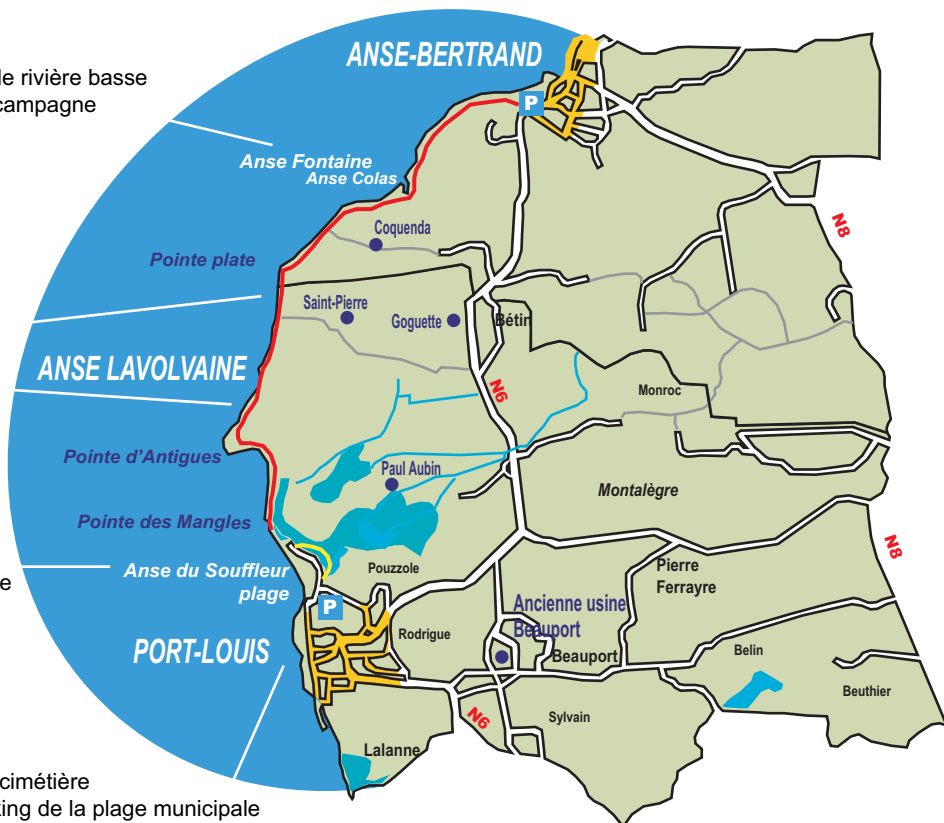 ANSE-BERTRAND
le rivière basse
campagne
P
Anse Fontaine
Anse Colas
N8
Coquenda
Pointe plate
Saint-Pierre
Goguette
Bétin
ANSE LAVOLVAINE
N6
Monroc
Pointe d'Antigues
Paul Aubin
Montalègre
Pointe des Mangles
N8
Anse du Souffleur
plage
e
Pouzzole
Pierre
Ferrayre
P
Ancienne usine
Beauport
Rodrigue
PORT-LOUIS
Beauport
Belin
Beuthier
N6
Sylvain
Lalanne
cimétière
king de la plage municipale